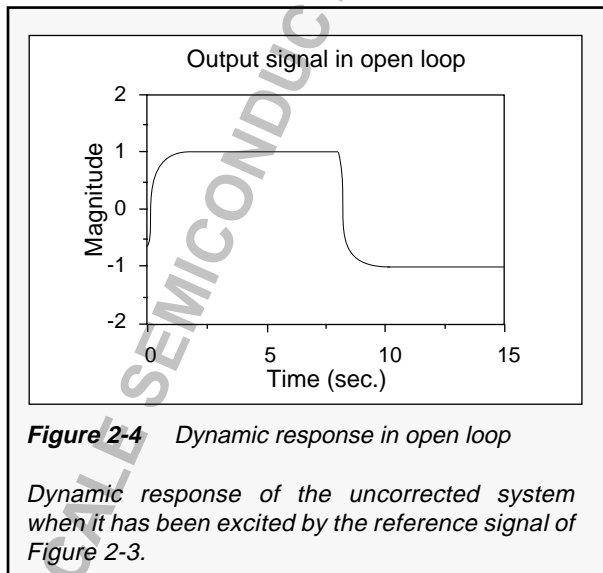 Output signal in open loop
2
1
0
-1
-2
Magnitude
0 5 10 15
Time (sec.)
Figure 2-4 Dynamic response in open loop
Dynamic response of the uncorrected system
when it has been excited by the reference signal of
Figure 2-3.
CALE SEMICONDUC